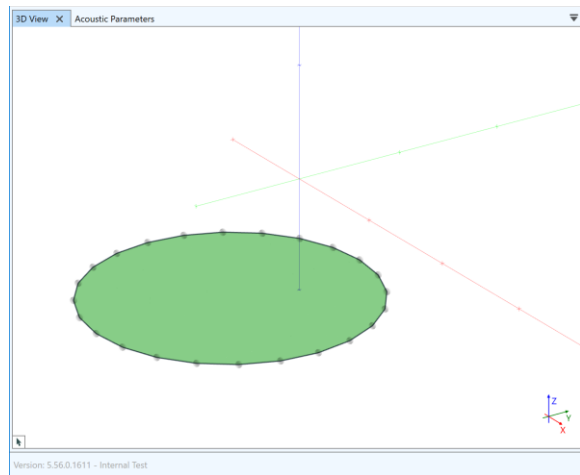 3D View
Acoustic Parameters
Z
Y
X
Version: 5.56.0.1611 - Internal Test